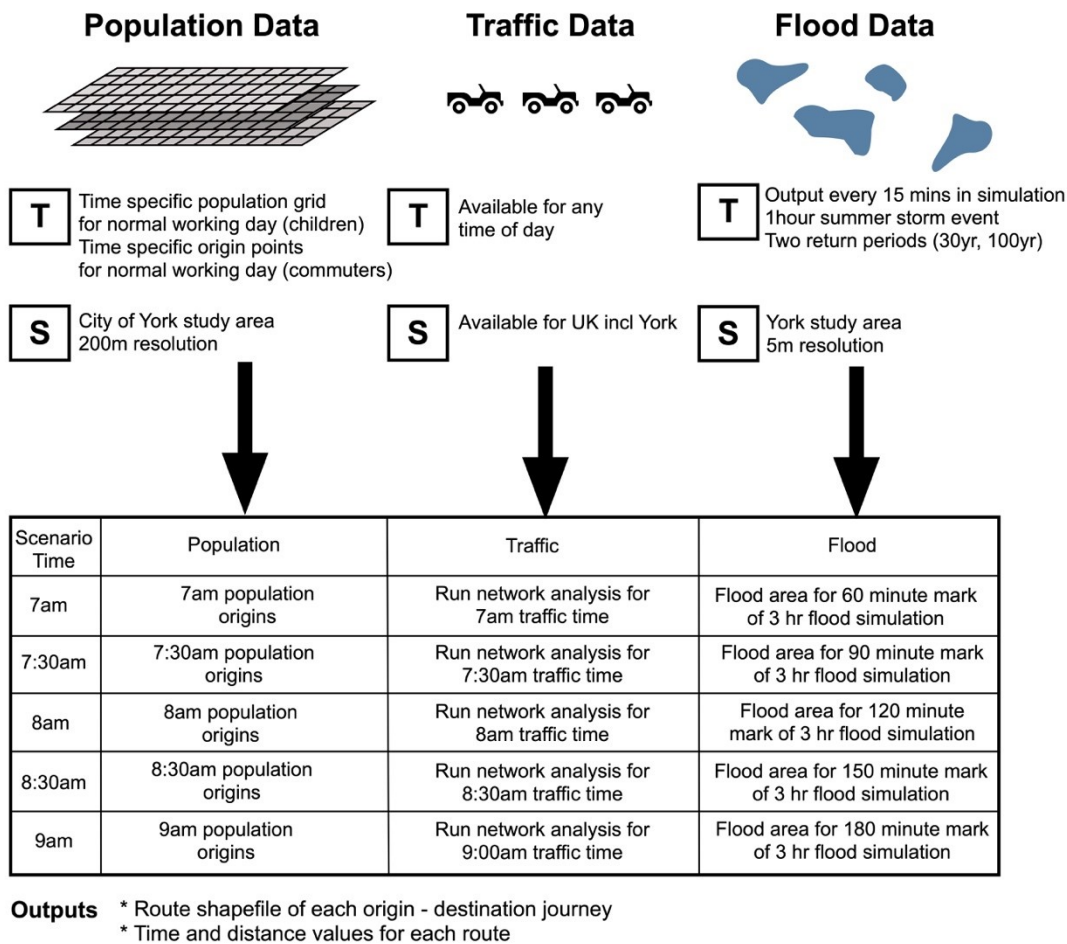 Population Data
Traffic Data
Flood Data
T
Time specific population grid
for normal working day (children)
Time specific origin points
for normal working day (commuters)
T
Available for any
time of day
T
Output every 15 mins in simulation
1hour summer storm event
Two return periods (30yr, 100yr)
S
City of York study area
200m resolution
S
Available for UK incl York
S
York study area
5m resolution
Scenario
Time
Population
Traffic
Flood
7am
7am population
origins
Run network analysis for
7am traffic time
Flood area for 60 minute mark
of 3 hr flood simulation
7:30am
7:30am population
origins
Run network analysis for
7:30am traffic time
Flood area for 90 minute mark
of 3 hr flood simulation
8am
8am population
origins
Run network analysis for
8am traffic time
Flood area for 120 minute
mark of 3 hr flood simulation
8:30am
8:30am population
origins
Run network analysis for
8:30am traffic time
Flood area for 150 minute mark
of 3 hr flood simulation
9am
9am population
origins
Run network analysis for
9:00am traffic time
Flood area for 180 minute mark
of 3 hr flood simulation
Outputs * Route shapefile of each origin - destination journey
* Time and distance values for each route